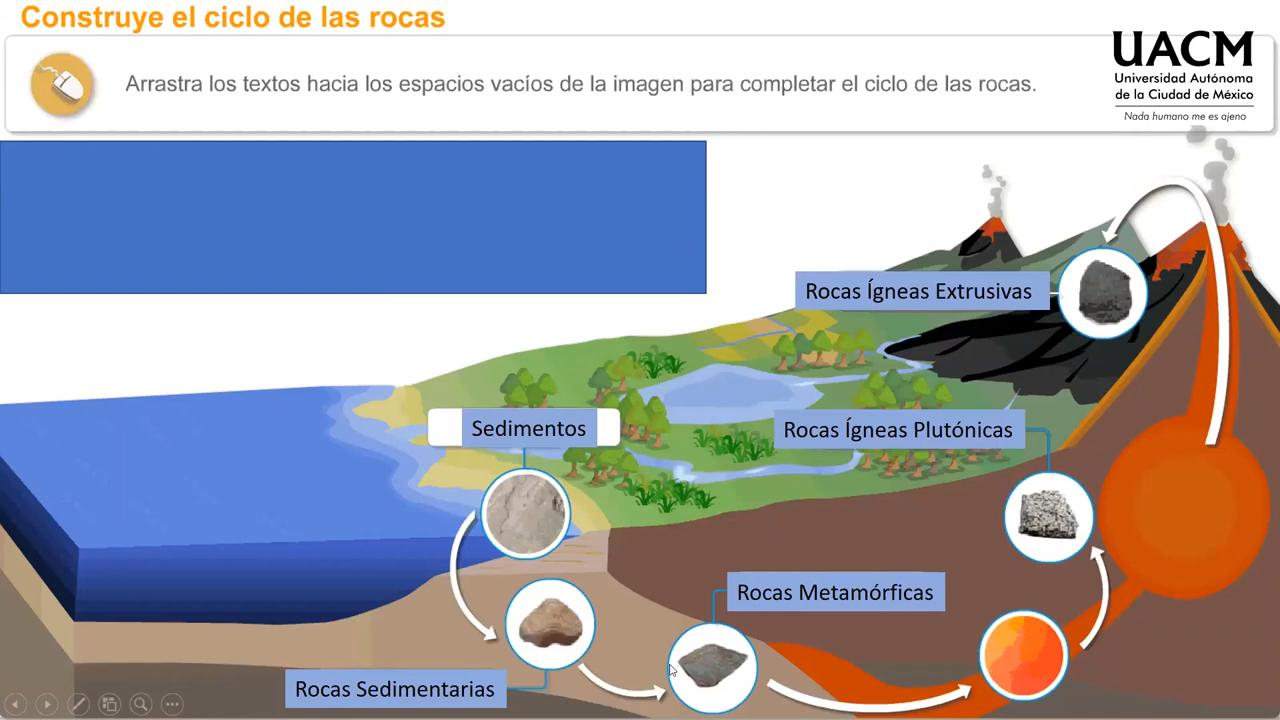 Construye el ciclo de las rocas
Arrastra los textos hacia los espacios vacíos de la imagen para completar el ciclo de las rocas.
UACM
Universidad Autónoma
de la Ciudad de México
Nada humano me es ajeno
Rocas Ígneas Extrusivas
Sedimentos
Rocas Ígneas Plutónicas
Rocas Metamórficas
Rocas Sedimentarias